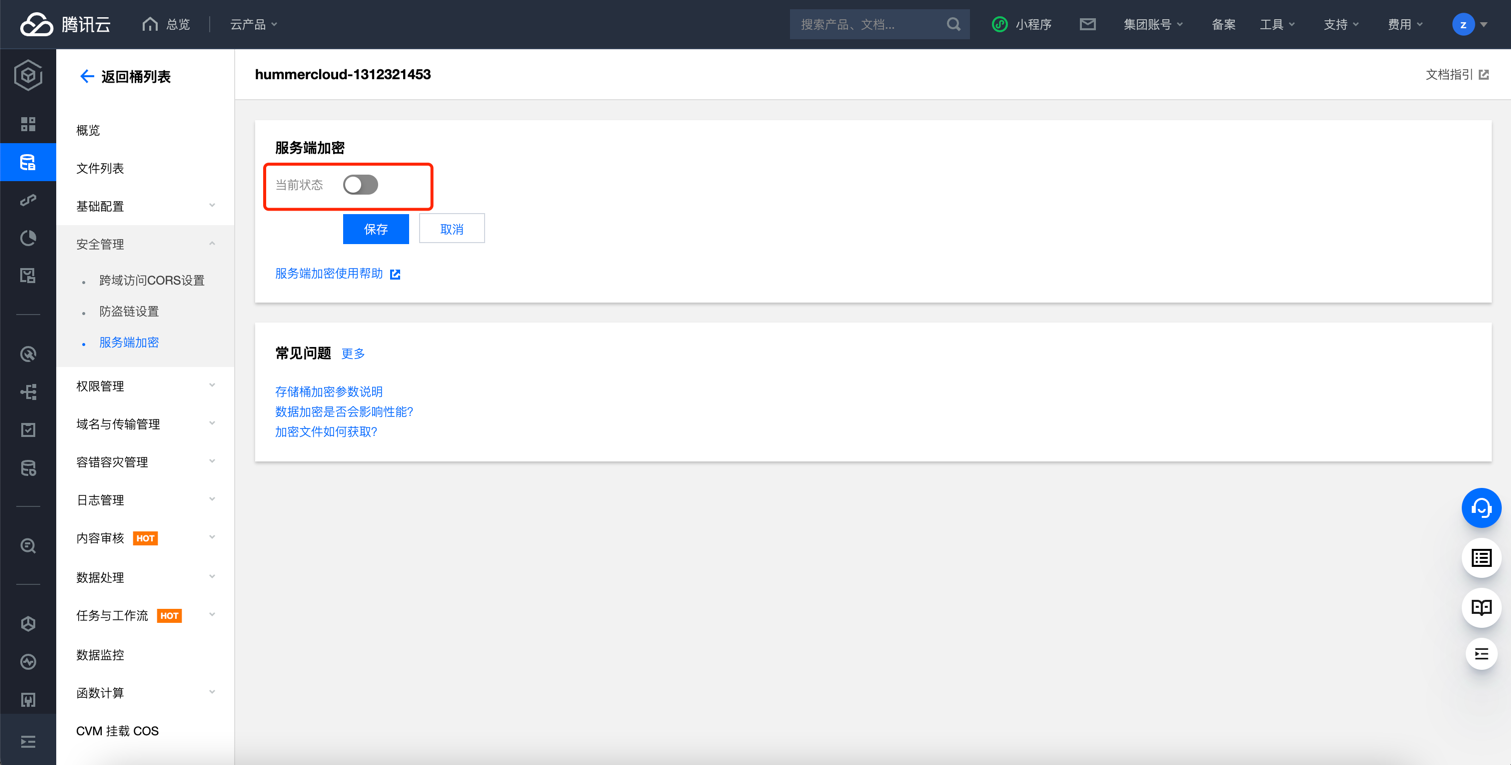 腾讯云
总览
云产品
搜索产品、文档...
小程序
集团账号
备案
工具
支持
费用
z
返回桶列表
概览
文件列表
基础配置
安全管理
跨域访问CORS设置
防盗链设置
服务端加密
权限管理
域名与传输管理
容错容灾管理
日志管理
内容审核 HOT
数据处理
任务与工作流 HOT
数据监控
函数计算
CVM 挂载 COS
hummercloud-1312321453
文档指引
服务端加密
当前状态
保存
取消
服务端加密使用帮助
常见问题 更多
存储桶加密参数说明
数据加密是否会影响性能?
加密文件如何获取?